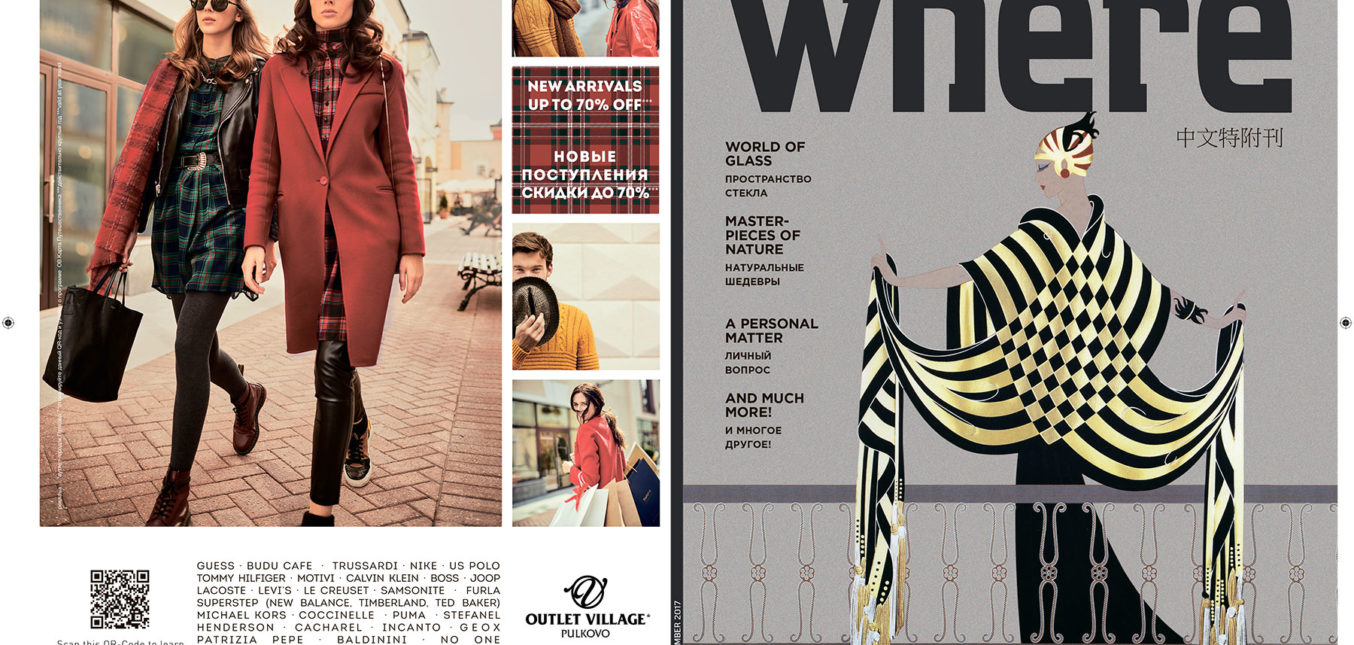 NEW ARRIVALS
UP TO 70% OFF***
НОВЫЕ
ПОСТУПЛЕНИЯ
СКИДКИ ДО 70%***
GUESS · BUDU CAFE · TRUSSARDI · NIKE · US POLO
TOMMY HILFIGER · MOTIVI · CALVIN KLEIN · BOSS · JOOP
LACOSTE · LEVI'S · LE CREUSET · SAMSONITE · FURLA
SUPERSTEP (NEW BALANCE, TIMBERLAND, TED BAKER)
MICHAEL KORS · COCCINELLE · PUMA · STEFANEL
HENDERSON · CACHAREL · INCANTO · GEOX
PATRIZIA PEPE · BALDININI · NO ONE
Scan this QR-Code to learn
OUTLET VILLAGE*
PULKOVO
where
中文特附刊
WORLD OF
GLASS
ПРОСТРАНСТВО
СТЕКЛА
MASTER-
PIECES OF
NATURE
НАТУРАЛЬНЫЕ
ШЕДЕВРЫ
A PERSONAL
MATTER
ЛИЧНЫЙ
ВОПРОС
AND MUCH
MORE!
И МНОГОЕ
ДРУГОЕ!
MBER 2017